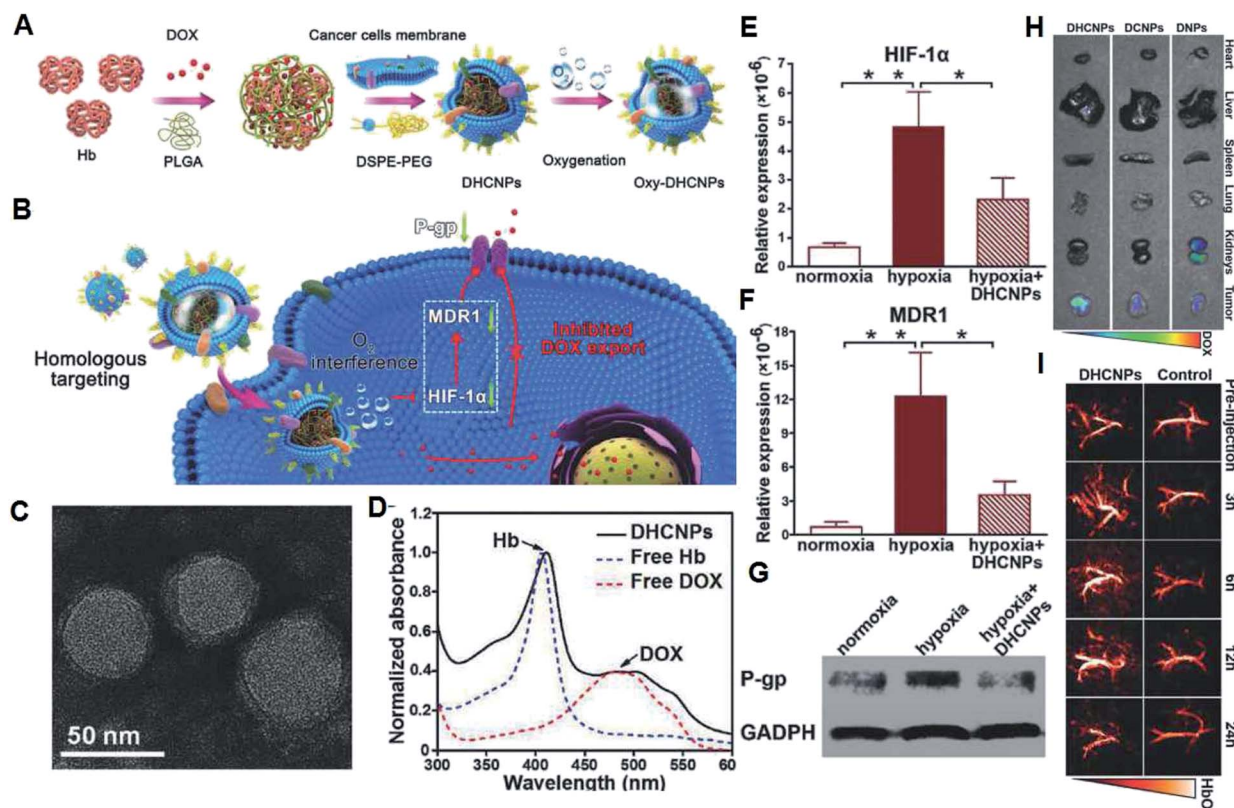 A
DOX
Cancer cells membrane
O2
Hb
PLGA
DSPE-PEG
DHCNPs
Oxygenation
Oxy-DHCNPs
B
P-gp
Homologous
targeting
O2
interference
MDR1
HIF-1α
Inhibited
DOX export
C
50 nm
D
Normalized absorbance
1.2
1.0
0.8
0.6
0.4
0.2
0
Hb
DHCNPs
Free Hb
Free DOX
DOX
300 350 400 450 500 550 60
Wavelength (nm)
E
HIF-1α
Relative expression (×10-6)
7
6
5
4
3
2
1
0
* *
*
normoxia
hypoxia
hypoxia+
DHCNPs
F
MDR1
Relative expression (×10-6)
18
15
12
9
6
3
0
* *
*
normoxia
hypoxia
hypoxia+
DHCNPs
G
normoxia
hypoxia
hypoxia+
DHCNPs
P-gp
GADPH
H
DHCNPs DCNPs DNPs
Heart
Liver
Spleen
Lung
Kidneys
Tumor
DOX
I
DHCNPs Control
Pre-injection
3h
6h
12h
24h
HbO